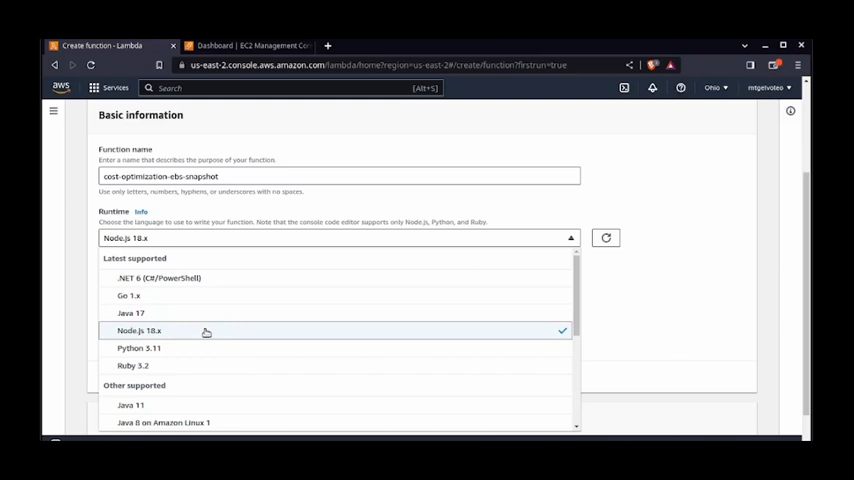 Create function - Lambda
Dashboard | EC2 Management Con
us-east-2.console.aws.amazon.com/lambda/home?region=us-east-2#/create/function?firstrun=true
aws
Services
Search
[Alt+S]
Ohio
mtgelvoteo
Basic information
Function name
Enter a name that describes the purpose of your function.
cost-optimization-ebs-snapshot
Use only letters, numbers, hyphens, or underscores with no spaces.
Runtime Info
Choose the language to use to write your function. Note that the console code editor supports only Node.js, Python, and Ruby.
Node.js 18.x
Latest supported
.NET 6 (C#/PowerShell)
Go 1.x
Java 17
Node.js 18.x
Python 3.11
Ruby 3.2
Other supported
Java 11
Java 8 on Amazon Linux 1